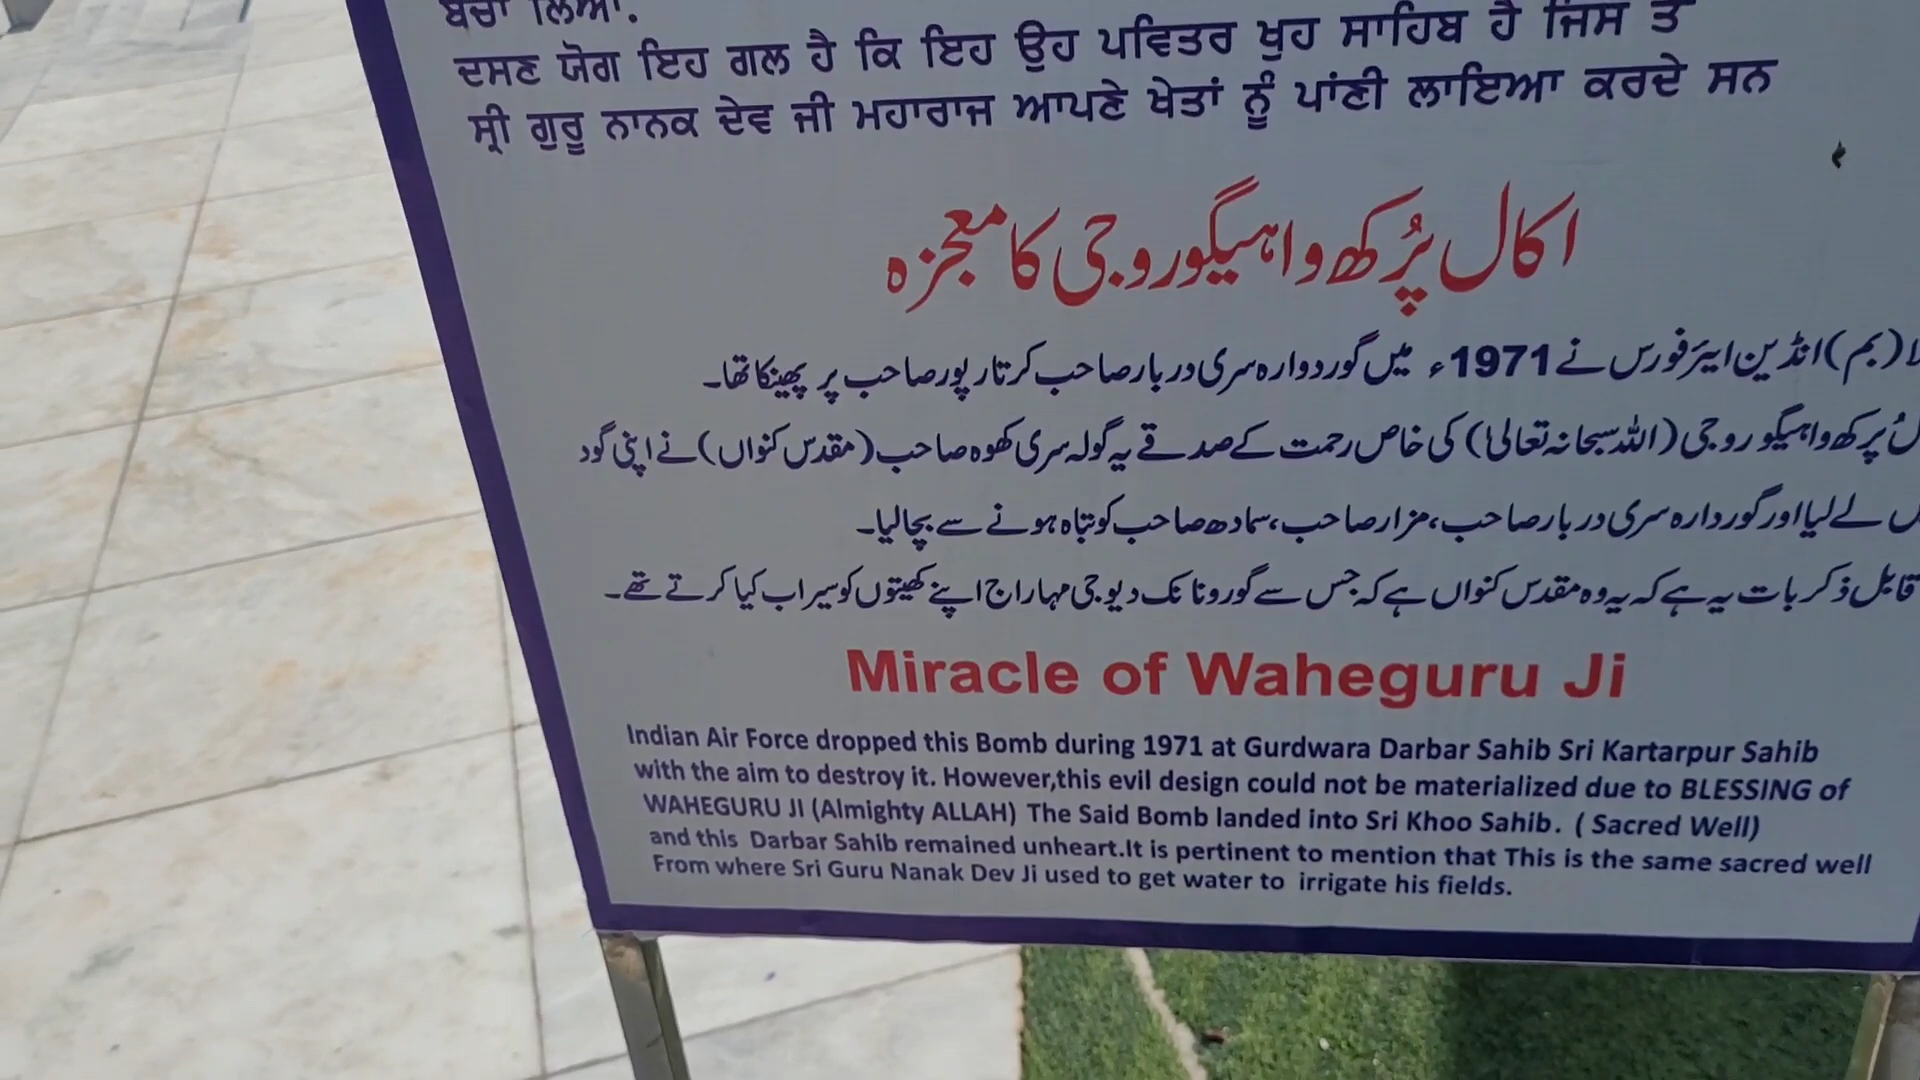 ਬਚਾ ਲਿਆ.
ਦਸਣ ਯੋਗ ਇਹ ਗਲ ਹੈ ਕਿ ਇਹ ਉਹ ਪਵਿਤਰ ਖੂਹ ਸਾਹਿਬ ਹੈ ਜਿਸ ਤੋਂ
ਸ੍ਰੀ ਗੁਰੂ ਨਾਨਕ ਦੇਵ ਜੀ ਮਹਾਰਾਜ ਆਪਣੇ ਖੇਤਾਂ ਨੂੰ ਪਾਂਣੀ ਲਾਇਆ ਕਰਦੇ ਸਨ
اکال پُرکھ واہیگورو جی کا معجزہ
(بم) انڈین ایئرفورس نے 1971ء میں گوردوارہ سری دربار صاحب کرتارپور صاحب پر پھینکا تھا۔
پُرکھ واہیگورو جی (اللہ سبحانہ تعالیٰ) کی خاص رحمت کے صدقے یہ گولہ سری کھوہ صاحب (مقدس کنواں) نے اپنی گود
لے لیا اور گوردارہ سری دربار صاحب، مزار صاحب، سمادھ صاحب کو تباہ ہونے سے بچا لیا۔
قابل ذکر بات یہ ہے کہ یہ وہ مقدس کنواں ہے کہ جس سے گورونانک دیو جی مہاراج اپنے کھیتوں کو سیراب کیا کرتے تھے۔
Miracle of Waheguru Ji
Indian Air Force dropped this Bomb during 1971 at Gurdwara Darbar Sahib Sri Kartarpur Sahib
with the aim to destroy it. However,this evil design could not be materialized due to BLESSING of
WAHEGURU JI (Almighty ALLAH) The Said Bomb landed into Sri Khoo Sahib. ( Sacred Well)
and this Darbar Sahib remained unheart.It is pertinent to mention that This is the same sacred well
From where Sri Guru Nanak Dev Ji used to get water to irrigate his fields.